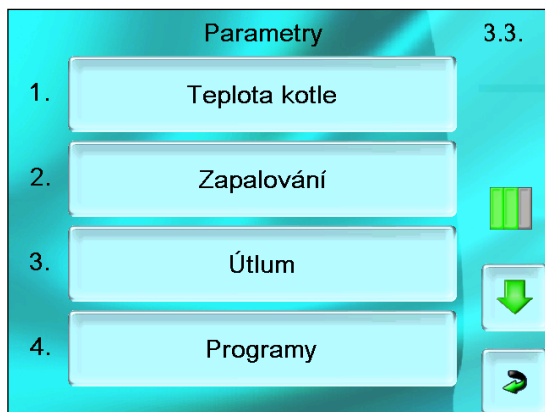 Parametry 3.3.
1. Teplota kotle
2. Zapalování
3. Útlum
4. Programy